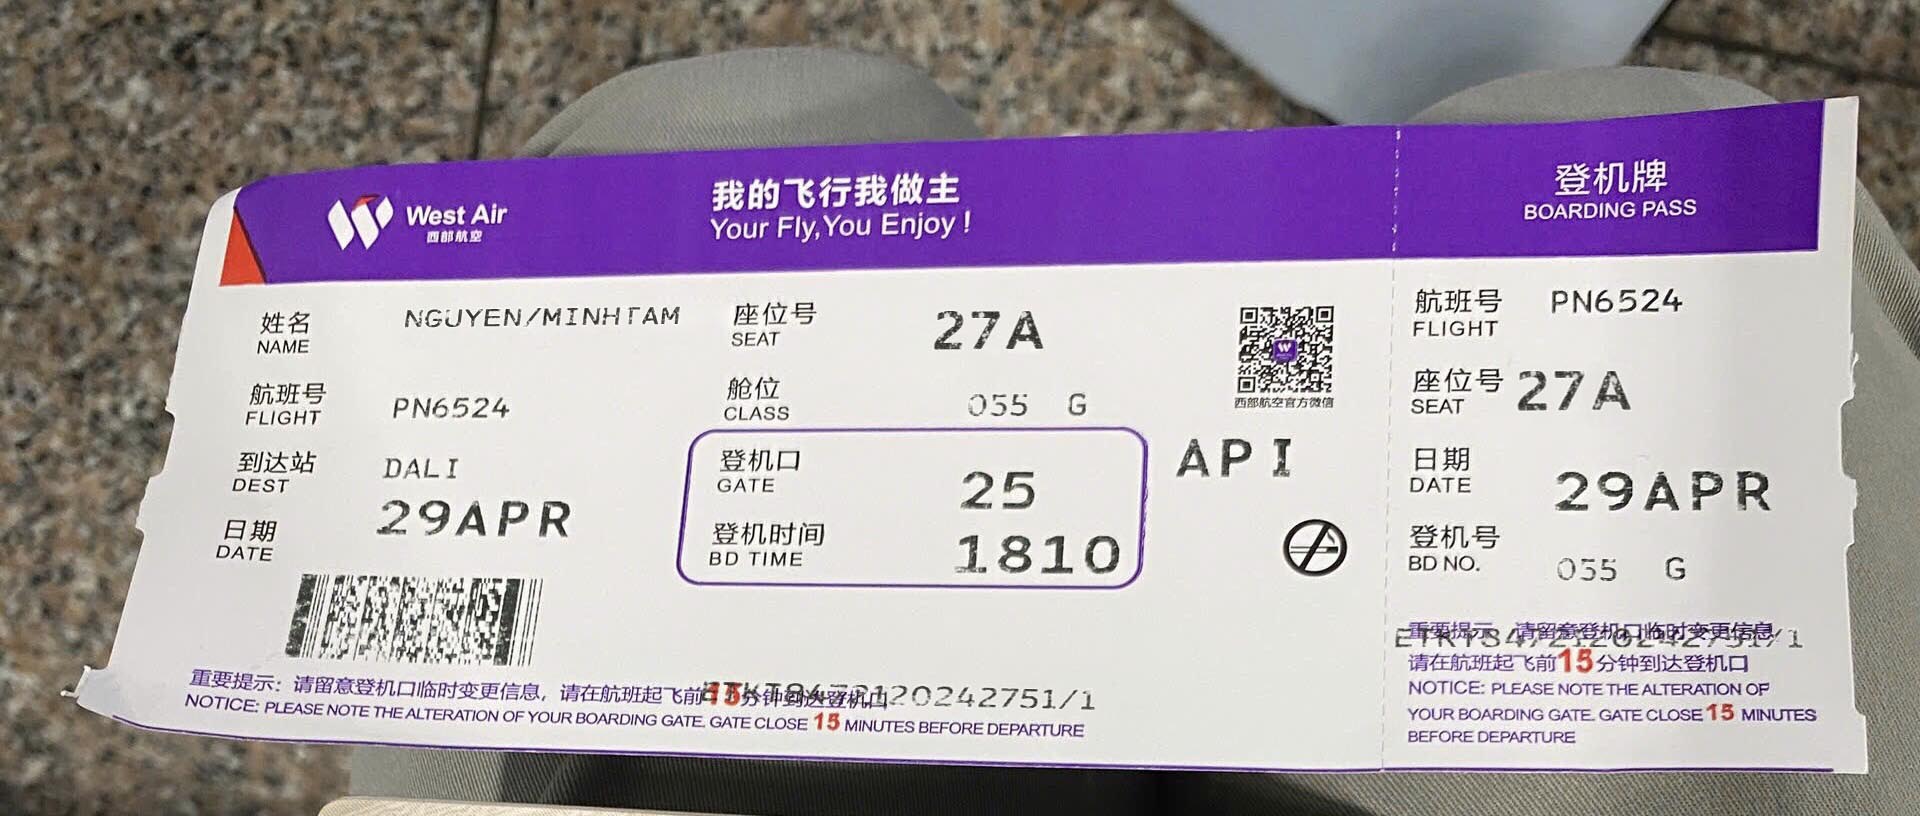 West Air
西部航空
我的飞行我做主
Your Fly,You Enjoy!
登机牌
BOARDING PASS
姓名 NGUYEN/MINHTAM
NAME
座位号 27A
SEAT
航班号 PN6524
FLIGHT
舱位 055 G
CLASS
到达站 DALI
DEST
登机口 25
GATE
日期 29APR
DATE
登机时间 1810
BD TIME
西部航空官方微信
API
重要提示：请留意登机口临时变更信息，请在航班起飞前15分钟到达登机口
ETKT8472120242751/1
NOTICE: PLEASE NOTE THE ALTERATION OF YOUR BOARDING GATE. GATE CLOSE 15 MINUTES BEFORE DEPARTURE
航班号 PN6524
FLIGHT
座位号 27A
SEAT
日期 29APR
DATE
登机号 055 G
BD NO.
重要提示：请留意登机口临时变更信息
ETKT8472120242751/1
请在航班起飞前15分钟到达登机口
NOTICE: PLEASE NOTE THE ALTERATION OF
YOUR BOARDING GATE. GATE CLOSE 15 MINUTES
BEFORE DEPARTURE